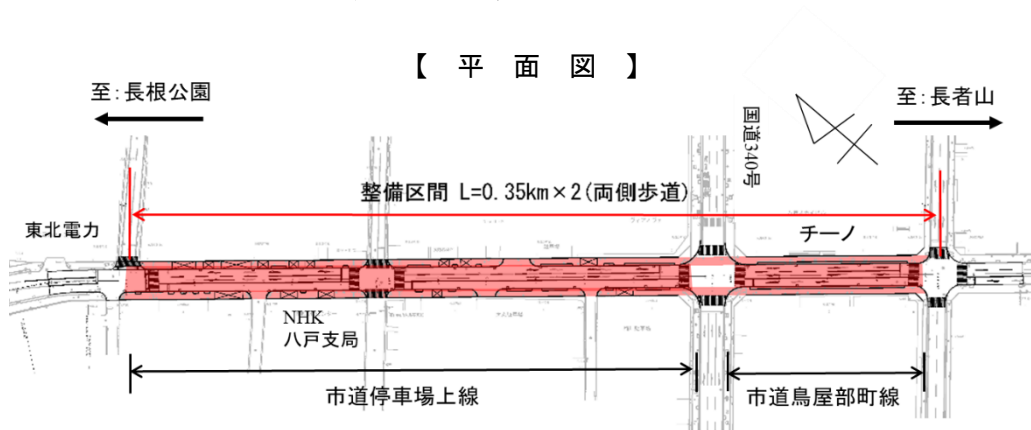 【 平 面 図 】
至:長根公園
至:長者山
国道340号
整備区間 L=0.35km×2(両側歩道)
東北電力
チーノ
NHK
八戸支局
市道停車場上線
市道鳥屋部町線